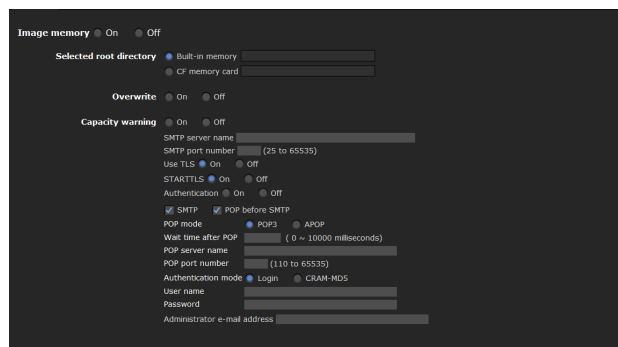 Image memory On Off
Selected root directory Built-in memory
CF memory card
Overwrite On Off
Capacity warning On Off
SMTP server name
SMTP port number (25 to 65535)
Use TLS On Off
STARTTLS On Off
Authentication On Off
SMTP POP before SMTP
POP mode POP3 APOP
Wait time after POP ( 0 ~ 10000 milliseconds)
POP server name
POP port number (110 to 65535)
Authentication mode Login CRAM-MD5
User name
Password
Administrator e-mail address